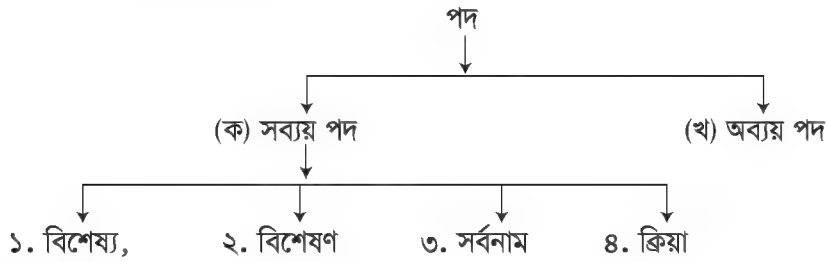 পদ
(ক) সব্যয় পদ (খ) অব্যয় পদ
১. বিশেষ্য, ২. বিশেষণ ৩. সর্বনাম ৪. ক্রিয়া